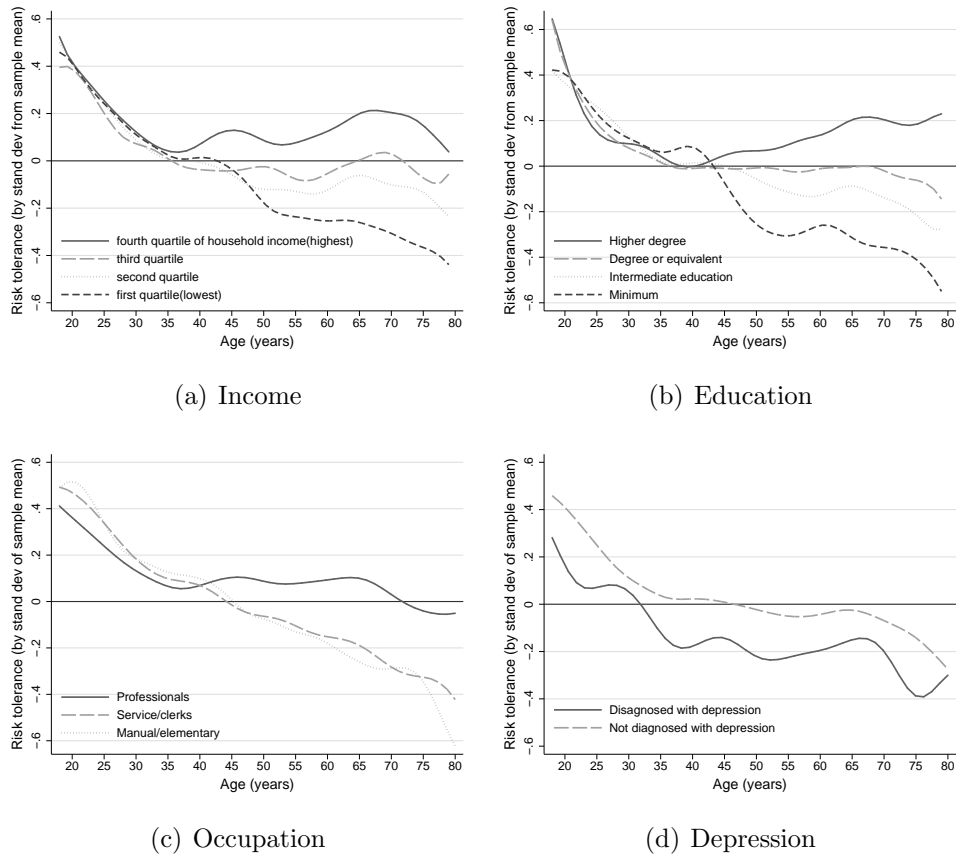 Risk tolerance (by stand dev from sample mean)
.6
.4
.2
0
-.2
-.4
-.6
fourth quartile of household income(highest)
third quartile
second quartile
first quartile(lowest)
20 25 30 35 40 45 50 55 60 65 70 75 80
Age (years)
(a) Income
Risk tolerance (by stand dev from sample mean)
.6
.4
.2
0
-.2
-.4
-.6
Higher degree
Degree or equivalent
Intermediate education
Minimum
20 25 30 35 40 45 50 55 60 65 70 75 80
Age (years)
(b) Education
Risk tolerance (by stand dev of sample mean)
.6
.4
.2
0
-.2
-.4
-.6
Professionals
Service/clerks
Manual/elementary
20 25 30 35 40 45 50 55 60 65 70 75 80
Age (years)
(c) Occupation
Risk tolerance (by stand dev of sample mean)
.6
.4
.2
0
-.2
-.4
-.6
Disagnosed with depression
Not diagnosed with depression
20 25 30 35 40 45 50 55 60 65 70 75 80
Age (years)
(d) Depression